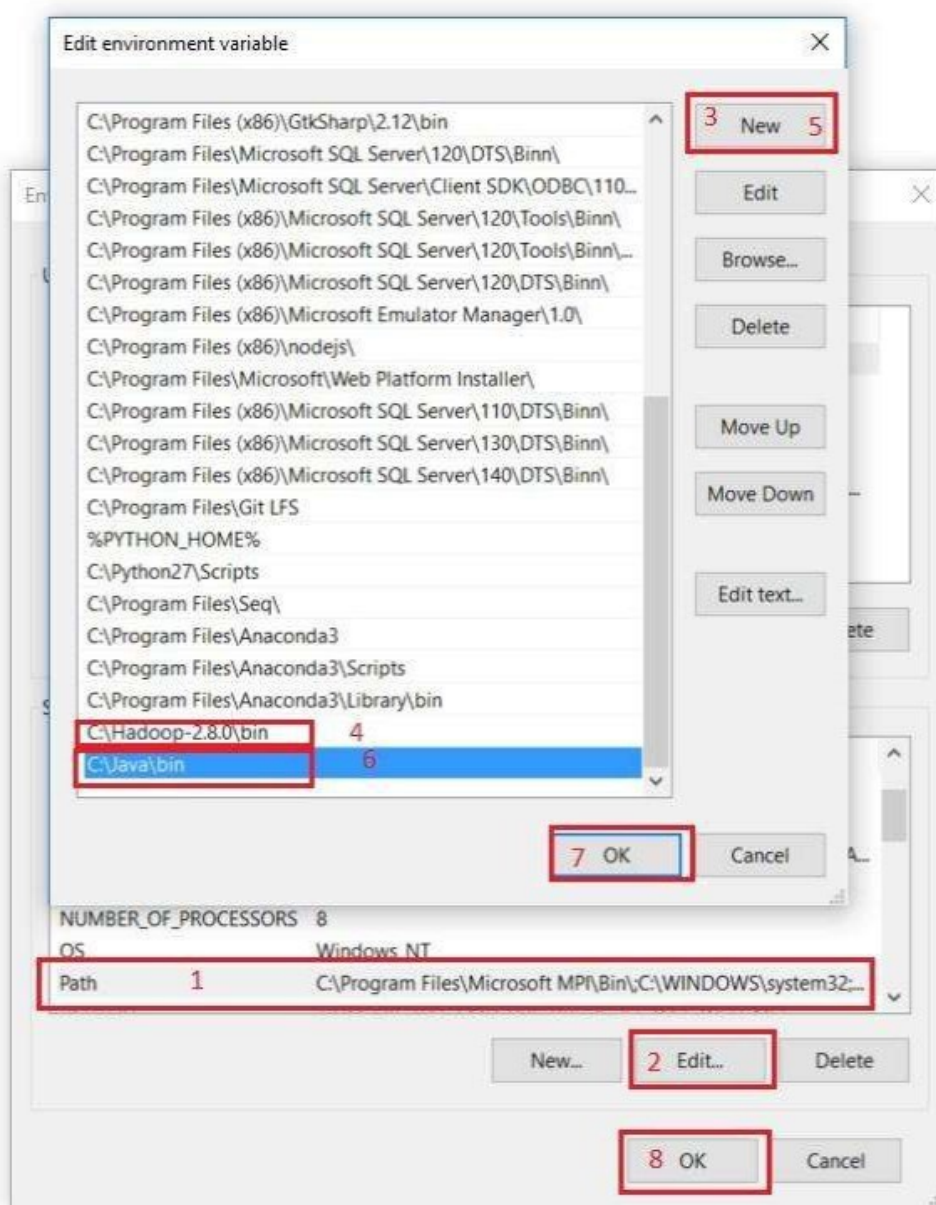 Edit environment variable
C:\Program Files (x86)\GtkSharp\2.12\bin
3 New 5
C:\Program Files\Microsoft SQL Server\120\DTS\Binn\
C:\Program Files\Microsoft SQL Server\Client SDK\ODBC\110...
En
Edit
C:\Program Files (x86)\Microsoft SQL Server\120\Tools\Binn\
C:\Program Files (x86)\Microsoft SQL Server\120\Tools\Binn\...
Browse...
C:\Program Files (x86)\Microsoft SQL Server\120\DTS\Binn\
C:\Program Files (x86)\Microsoft Emulator Manager\1.0\
Delete
C:\Program Files (x86)\nodejs\
C:\Program Files\Microsoft\Web Platform Installer\
C:\Program Files (x86)\Microsoft SQL Server\110\DTS\Binn\
Move Up
C:\Program Files (x86)\Microsoft SQL Server\130\DTS\Binn\
C:\Program Files (x86)\Microsoft SQL Server\140\DTS\Binn\
Move Down
C:\Program Files\Git LFS
%PYTHON_HOME%
C:\Python27\Scripts
Edit text...
C:\Program Files\Seq\
C:\Program Files\Anaconda3
ete
C:\Program Files\Anaconda3\Scripts
C:\Program Files\Anaconda3\Library\bin
C:\Hadoop-2.8.0\bin 4
C:\Java\bin 6
7 OK
Cancel
A...
NUMBER_OF_PROCESSORS 8
OS Windows_NT
Path 1 C:\Program Files\Microsoft MPI\Bin\;C:\WINDOWS\system32;...
New...
2 Edit...
Delete
8 OK
Cancel